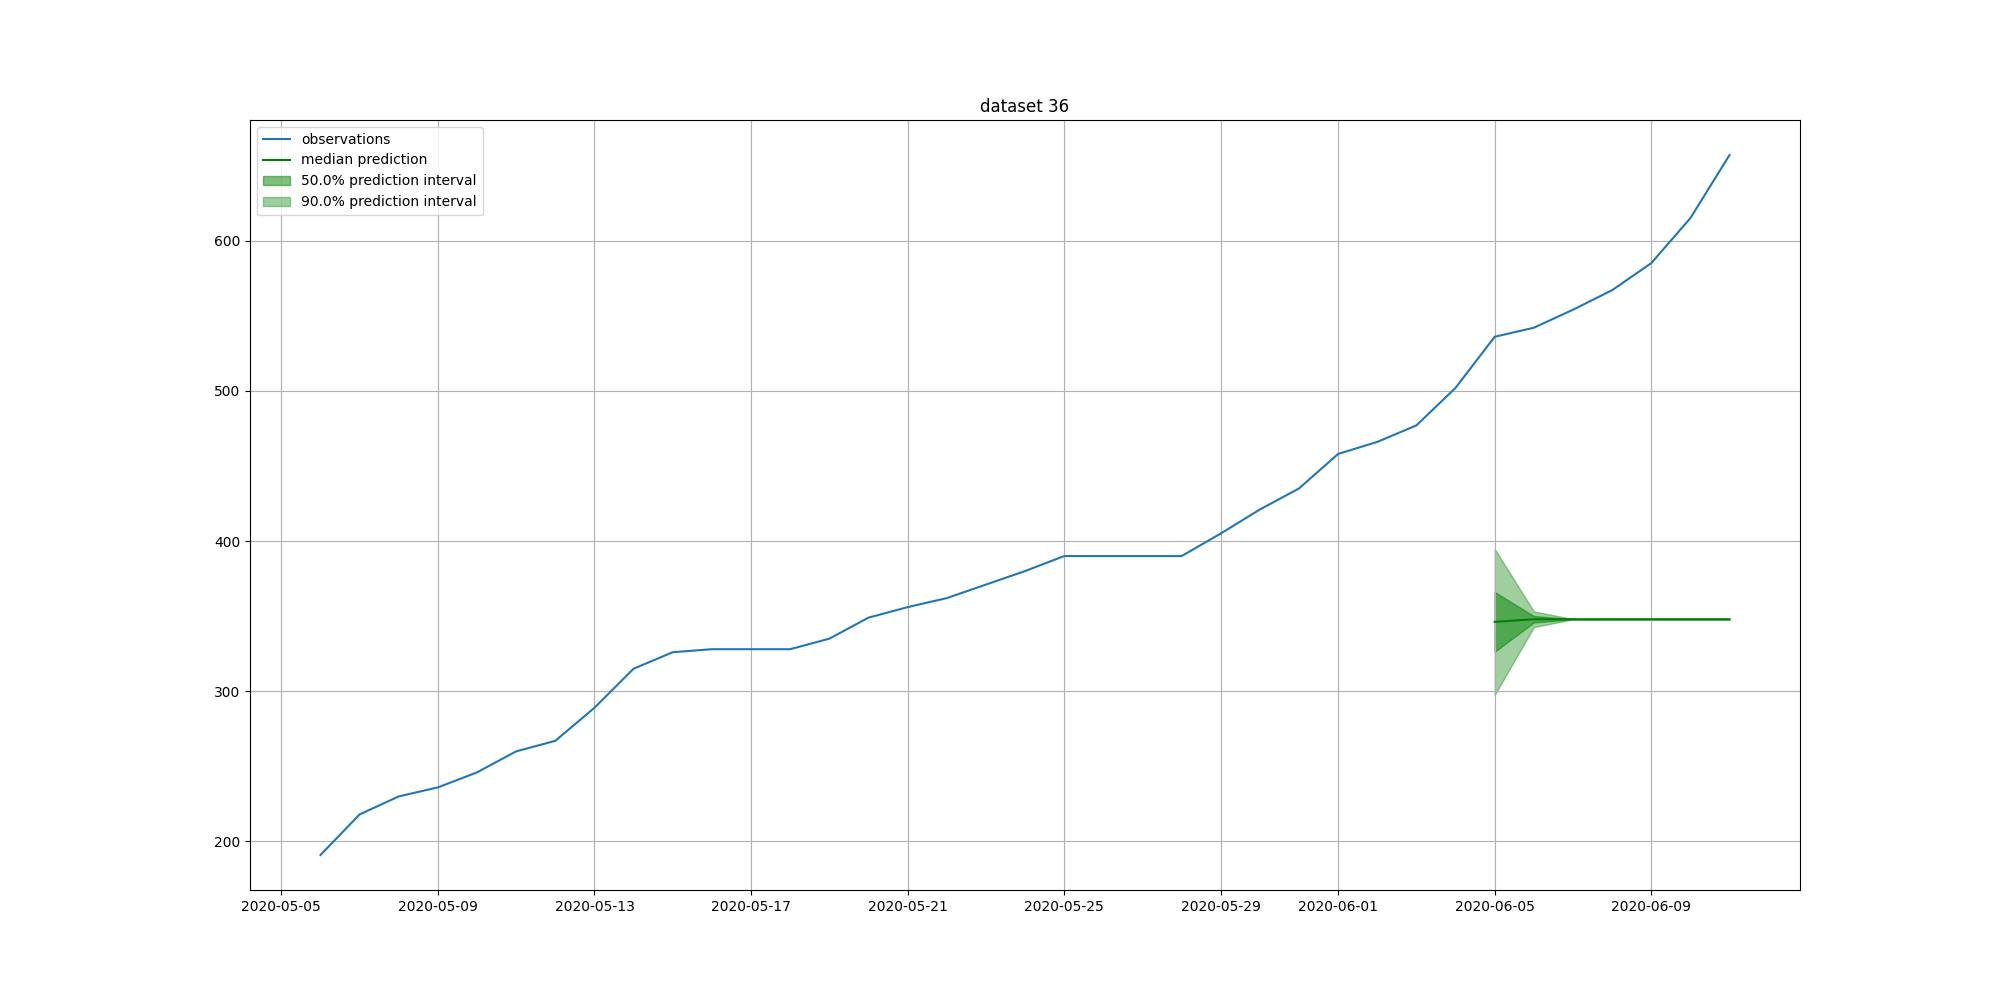 dataset 36
observations
median prediction
50.0% prediction interval
90.0% prediction interval
600
500
400
300
200
2020-05-05 2020-05-09 2020-05-13 2020-05-17 2020-05-21 2020-05-25 2020-05-29 2020-06-01 2020-06-05 2020-06-09